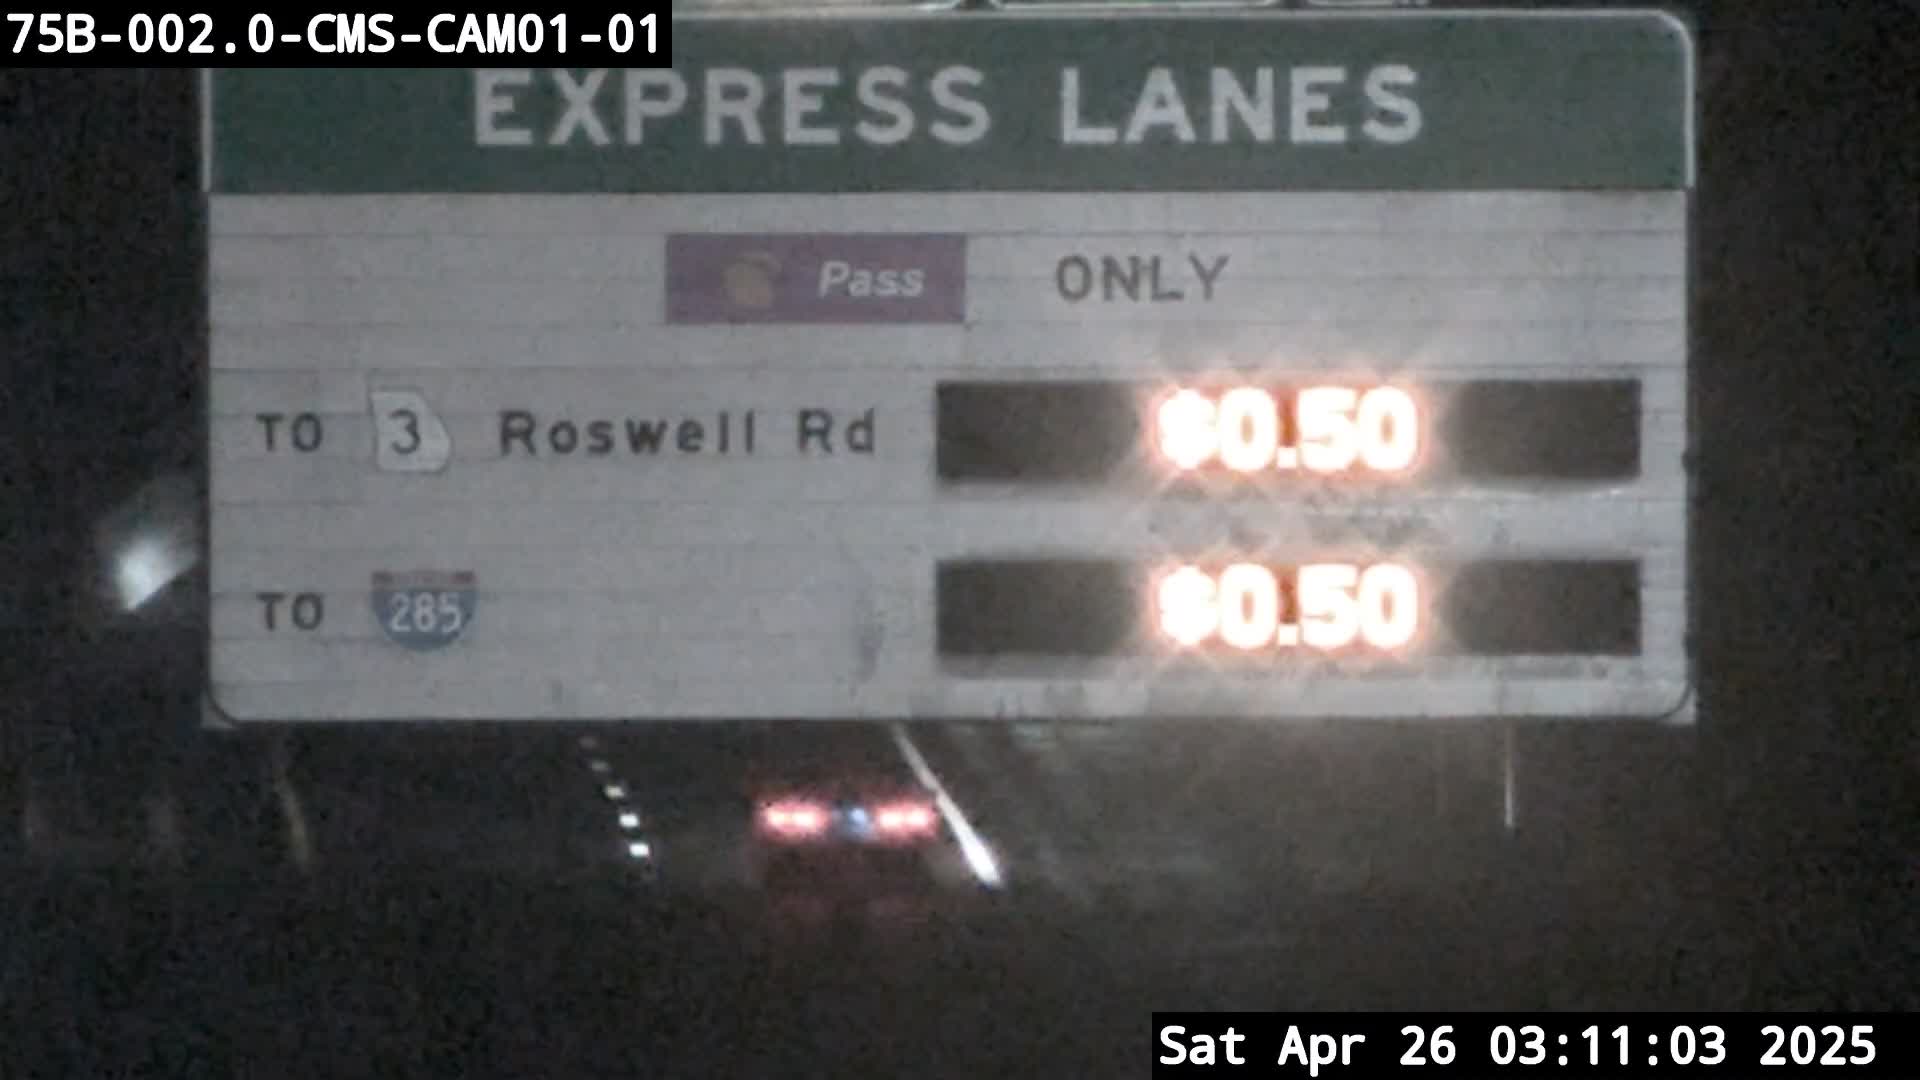 75B-002.0-CMS-CAM01-01
EXPRESS LANES
Pass ONLY
TO 3 Roswell Rd $0.50
TO 285 $0.50
Sat Apr 26 03:11:03 2025